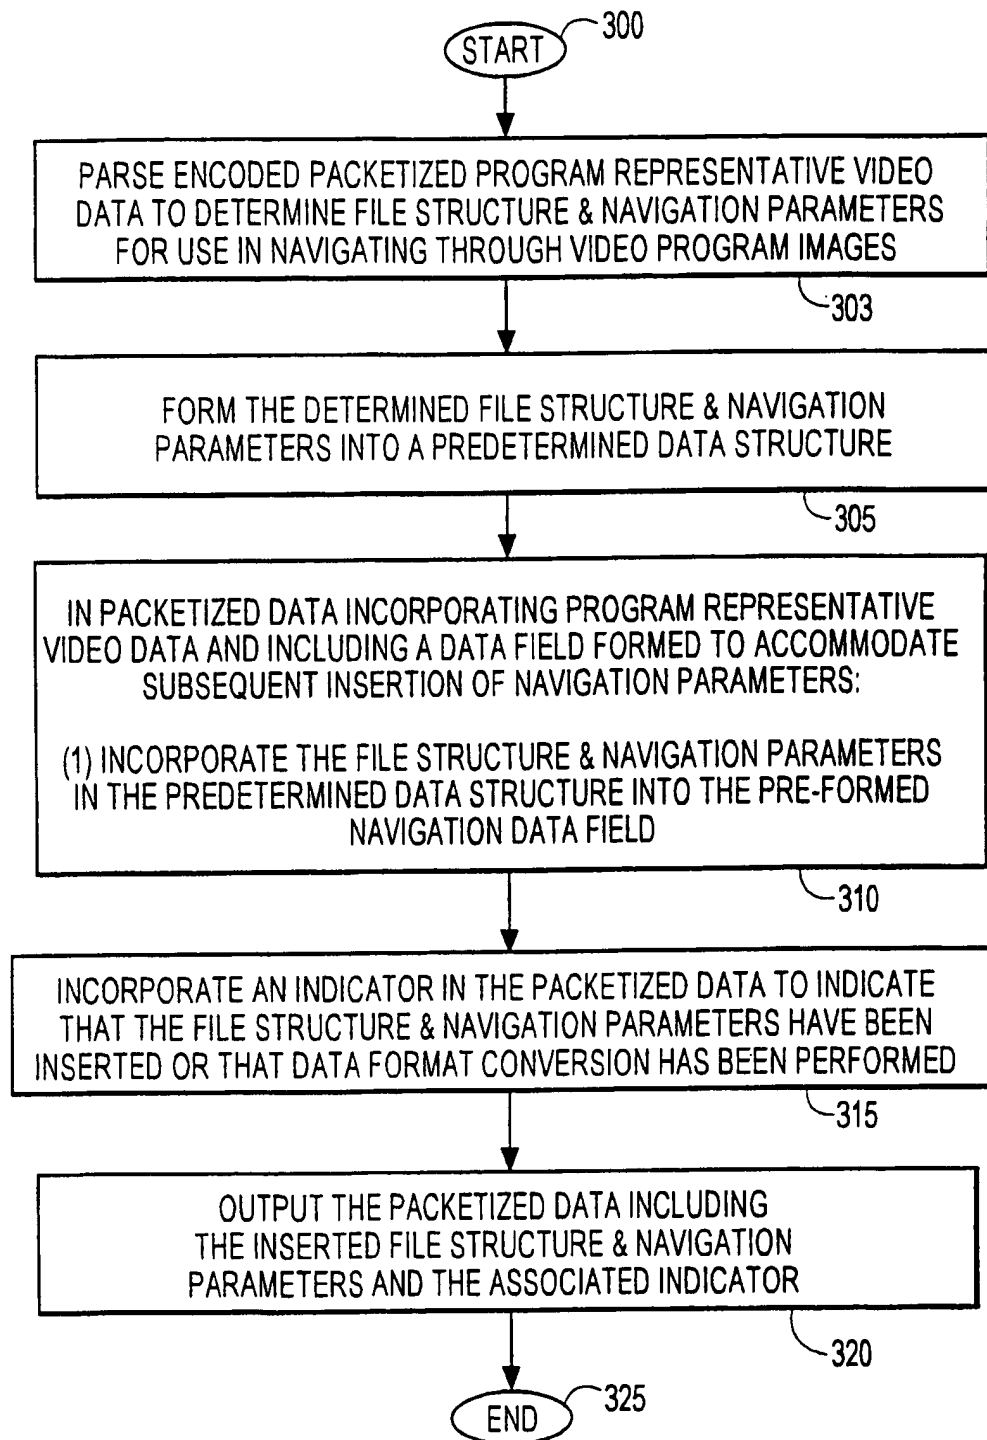 START
300
PARSE ENCODED PACKETIZED PROGRAM REPRESENTATIVE VIDEO
DATA TO DETERMINE FILE STRUCTURE & NAVIGATION PARAMETERS
FOR USE IN NAVIGATING THROUGH VIDEO PROGRAM IMAGES
303
FORM THE DETERMINED FILE STRUCTURE & NAVIGATION
PARAMETERS INTO A PREDETERMINED DATA STRUCTURE
305
IN PACKETIZED DATA INCORPORATING PROGRAM REPRESENTATIVE
VIDEO DATA AND INCLUDING A DATA FIELD FORMED TO ACCOMMODATE
SUBSEQUENT INSERTION OF NAVIGATION PARAMETERS:
(1) INCORPORATE THE FILE STRUCTURE & NAVIGATION PARAMETERS
IN THE PREDETERMINED DATA STRUCTURE INTO THE PRE-FORMED
NAVIGATION DATA FIELD
310
INCORPORATE AN INDICATOR IN THE PACKETIZED DATA TO INDICATE
THAT THE FILE STRUCTURE & NAVIGATION PARAMETERS HAVE BEEN
INSERTED OR THAT DATA FORMAT CONVERSION HAS BEEN PERFORMED
315
OUTPUT THE PACKETIZED DATA INCLUDING
THE INSERTED FILE STRUCTURE & NAVIGATION
PARAMETERS AND THE ASSOCIATED INDICATOR
320
END
325